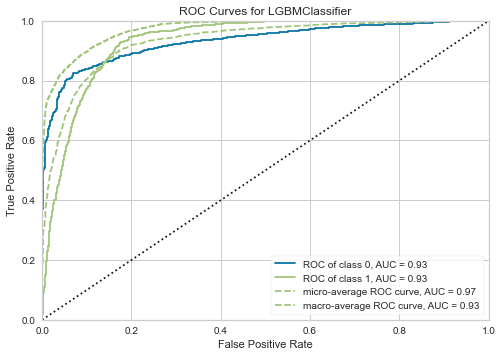 ROC Curves for LGBMClassifier
True Positive Rate
1.0
0.8
0.6
0.4
0.2
0.0
ROC of class 0, AUC = 0.93
ROC of class 1, AUC = 0.93
micro-average ROC curve, AUC = 0.97
macro-average ROC curve, AUC = 0.93
0.0 0.2 0.4 0.6 0.8 1.0
False Positive Rate